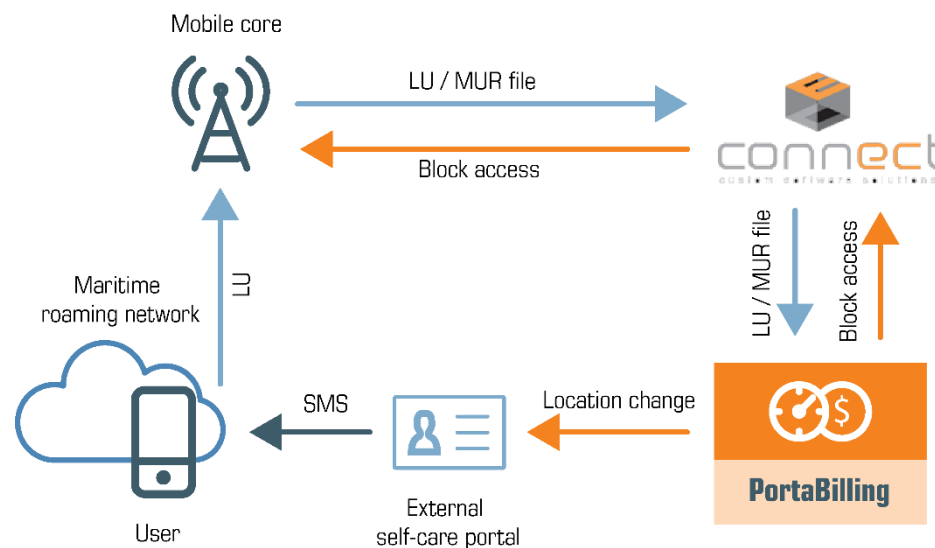 Mobile core
LU / MUR file
Block access
connect
custom software solutions
LU
Maritime
roaming network
LU / MUR file
Block access
SMS
Location change
$
PortaBilling
User
External
self-care portal